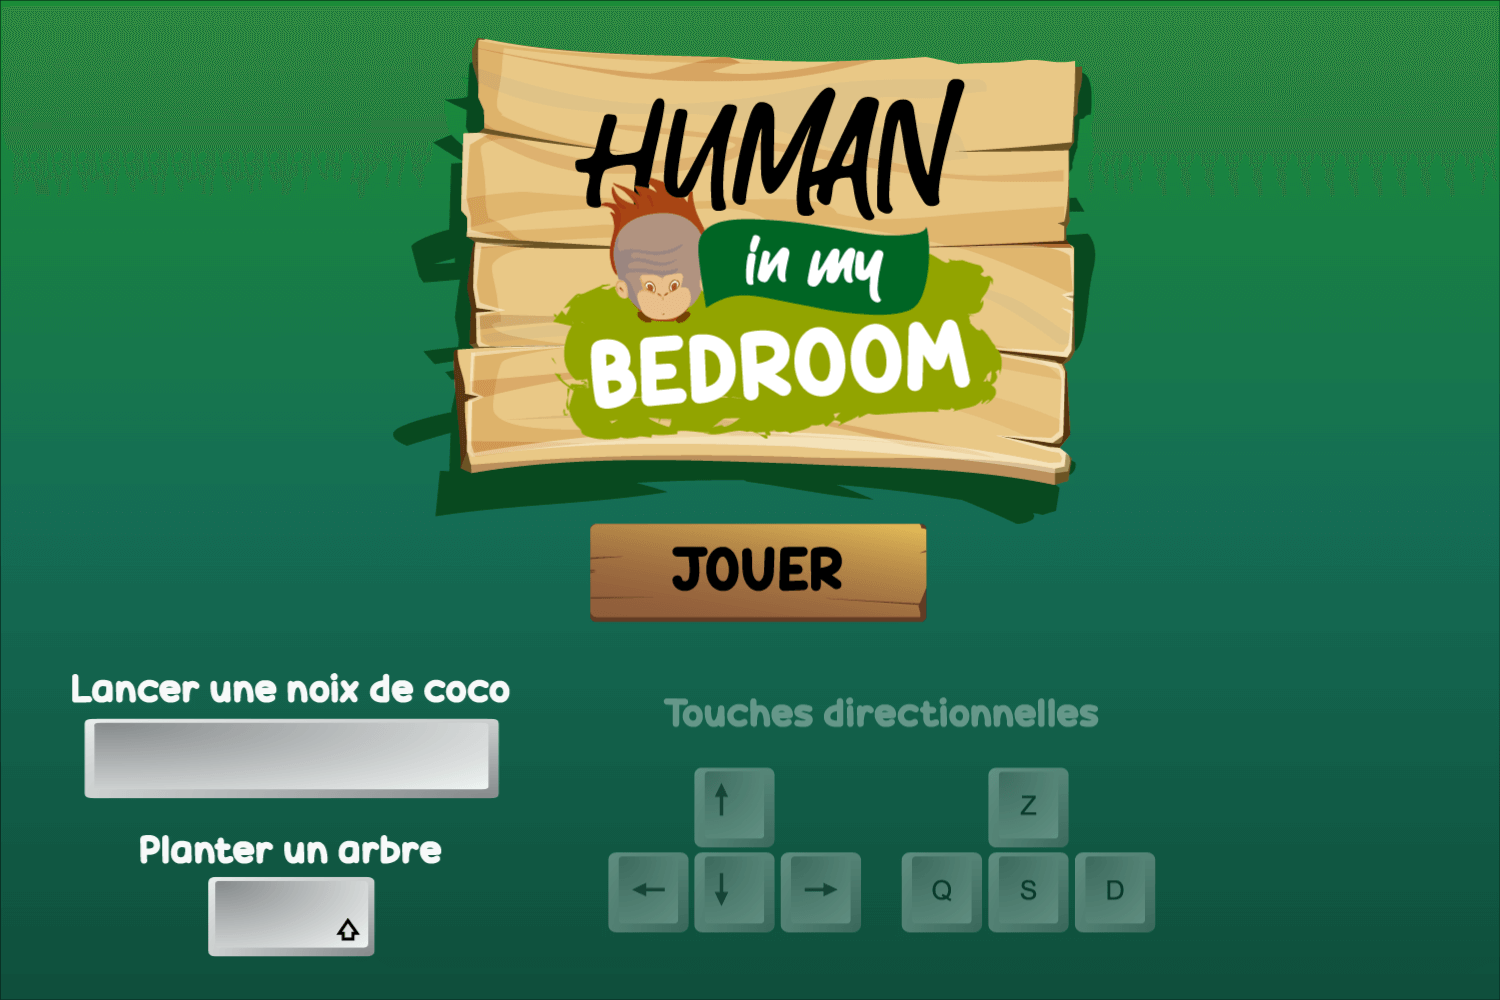 HUMAN
in my
BEDROOM
JOUER
Lancer une noix de coco
Planter un arbre
Touches directionnelles
↑
← ↓ →
Z
Q S D